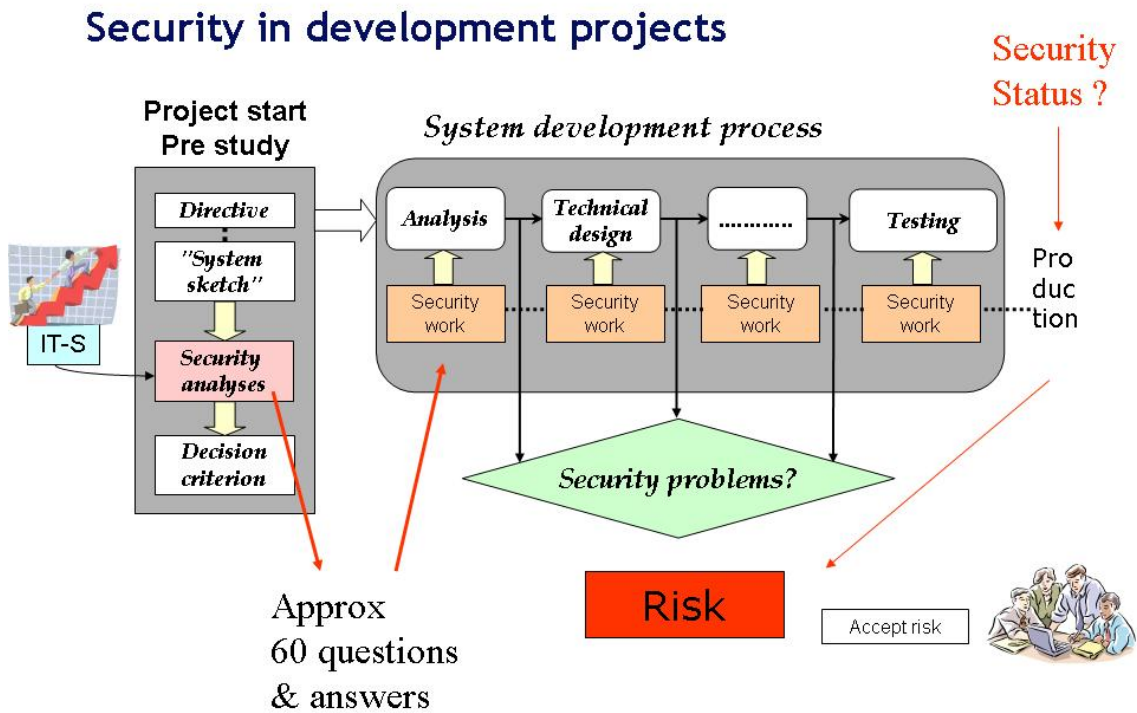 Security in development projects
Security
Status ?
Project start
Pre study
System development process
Directive
"System
sketch"
IT-S
Security
analyses
Decision
criterion
Analysis
Technical
design
............
Testing
Security
work
Security
work
Security
work
Security
work
Pro
duc
tion
Security problems?
Approx
60 questions
& answers
Risk
Accept risk